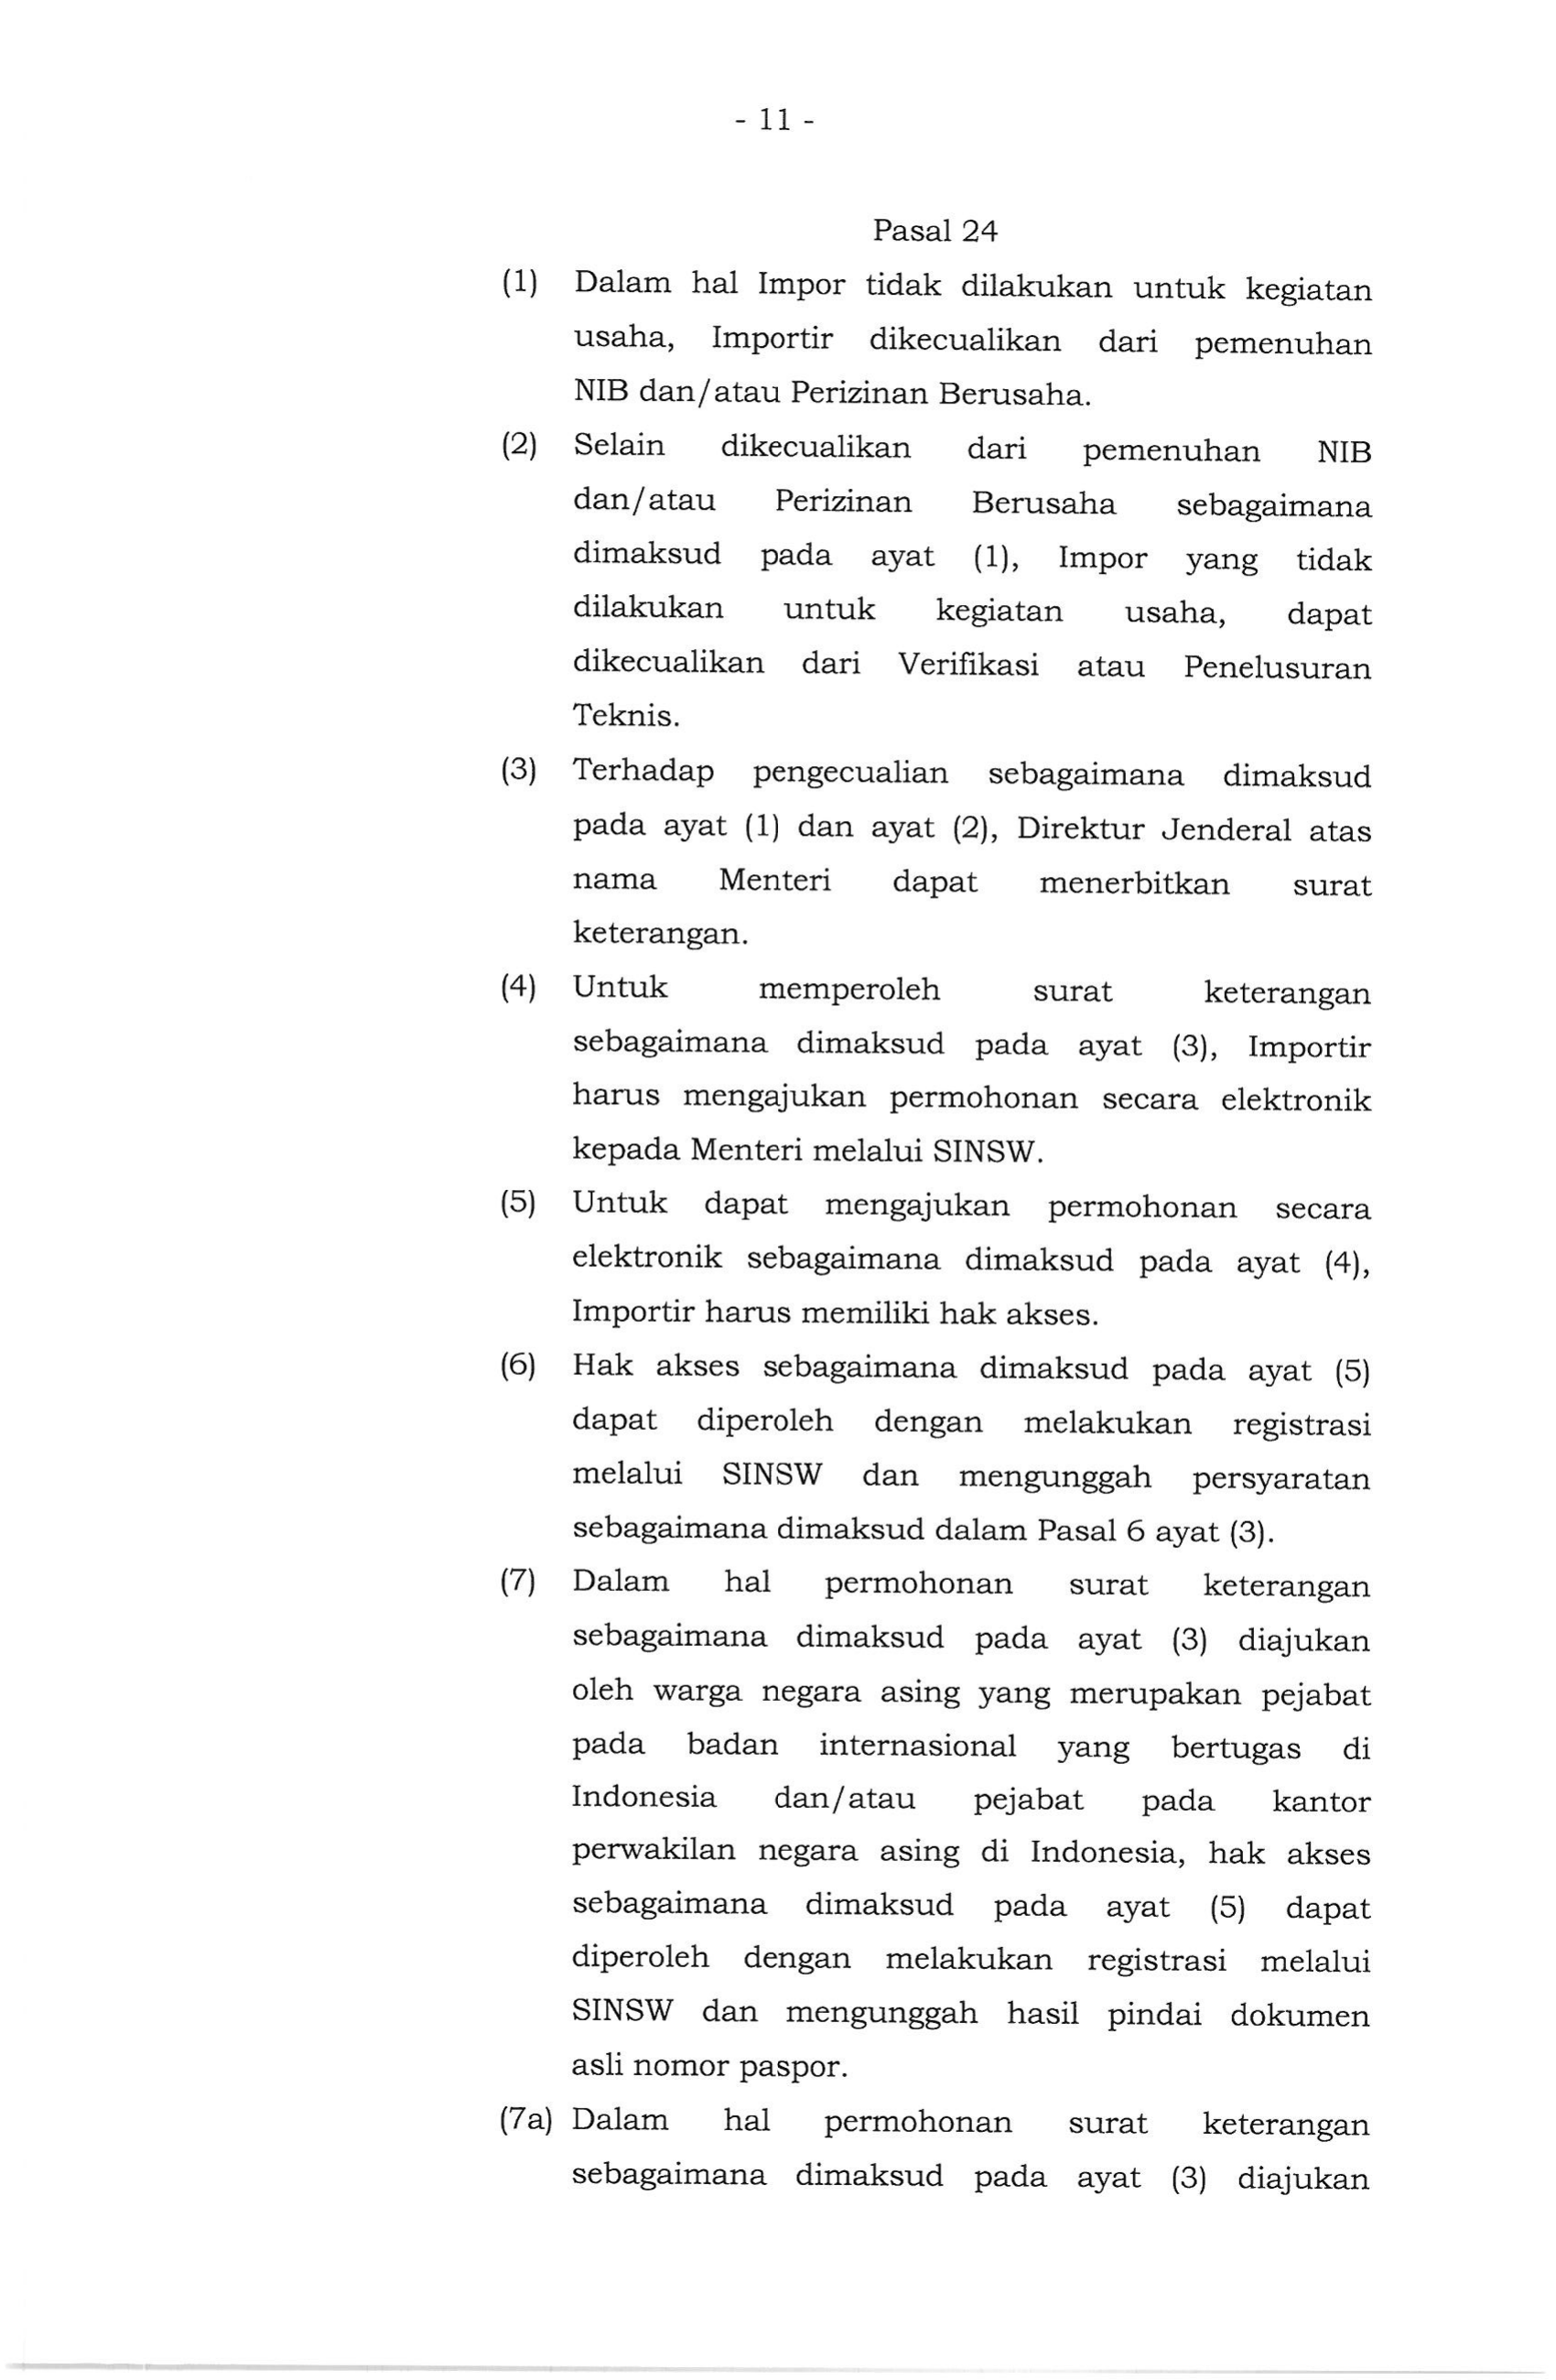 - 11 -
Pasal 24
(1) Dalam hal Impor tidak dilakukan untuk kegiatan
usaha, Importir dikecualikan dari pemenuhan
NIB dan/atau Perizinan Berusaha.
(2) Selain dikecualikan dari pemenuhan NIB
dan/atau Perizinan Berusaha sebagaimana
dimaksud pada ayat (1), Impor yang tidak
dilakukan untuk kegiatan usaha, dapat
dikecualikan dari Verifikasi atau Penelusuran
Teknis.
(3) Terhadap pengecualian sebagaimana dimaksud
pada ayat (1) dan ayat (2), Direktur Jenderal atas
nama Menteri dapat menerbitkan surat
keterangan.
(4) Untuk memperoleh surat keterangan
sebagaimana dimaksud pada ayat (3), Importir
harus mengajukan permohonan secara elektronik
kepada Menteri melalui SINSW.
(5) Untuk dapat mengajukan permohonan secara
elektronik sebagaimana dimaksud pada ayat (4),
Importir harus memiliki hak akses.
(6) Hak akses sebagaimana dimaksud pada ayat (5)
dapat diperoleh dengan melakukan registrasi
melalui SINSW dan mengunggah persyaratan
sebagaimana dimaksud dalam Pasal 6 ayat (3).
(7) Dalam hal permohonan surat keterangan
sebagaimana dimaksud pada ayat (3) diajukan
oleh warga negara asing yang merupakan pejabat
pada badan internasional yang bertugas di
Indonesia dan/atau pejabat pada kantor
perwakilan negara asing di Indonesia, hak akses
sebagaimana dimaksud pada ayat (5) dapat
diperoleh dengan melakukan registrasi melalui
SINSW dan mengunggah hasil pindai dokumen
asli nomor paspor.
(7a) Dalam hal permohonan surat keterangan
sebagaimana dimaksud pada ayat (3) diajukan